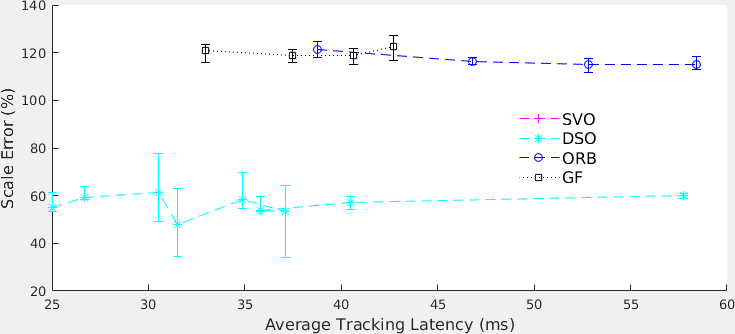 140
120
100
80
60
40
20
Scale Error (%)
SVO
DSO
ORB
GF
25 30 35 40 45 50 55 60
Average Tracking Latency (ms)